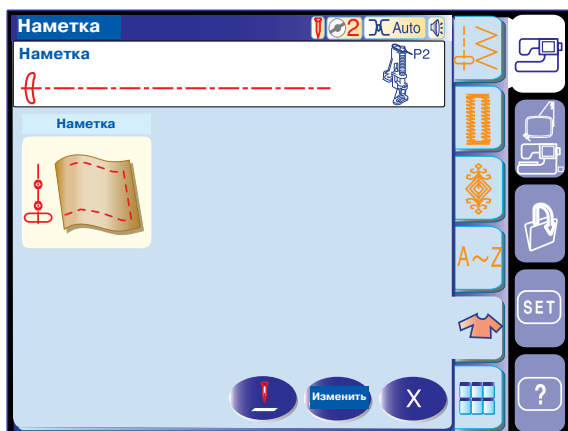 Наметка
2 Auto
Наметка
P2
Наметка
A~Z
SET
Изменить
X
?